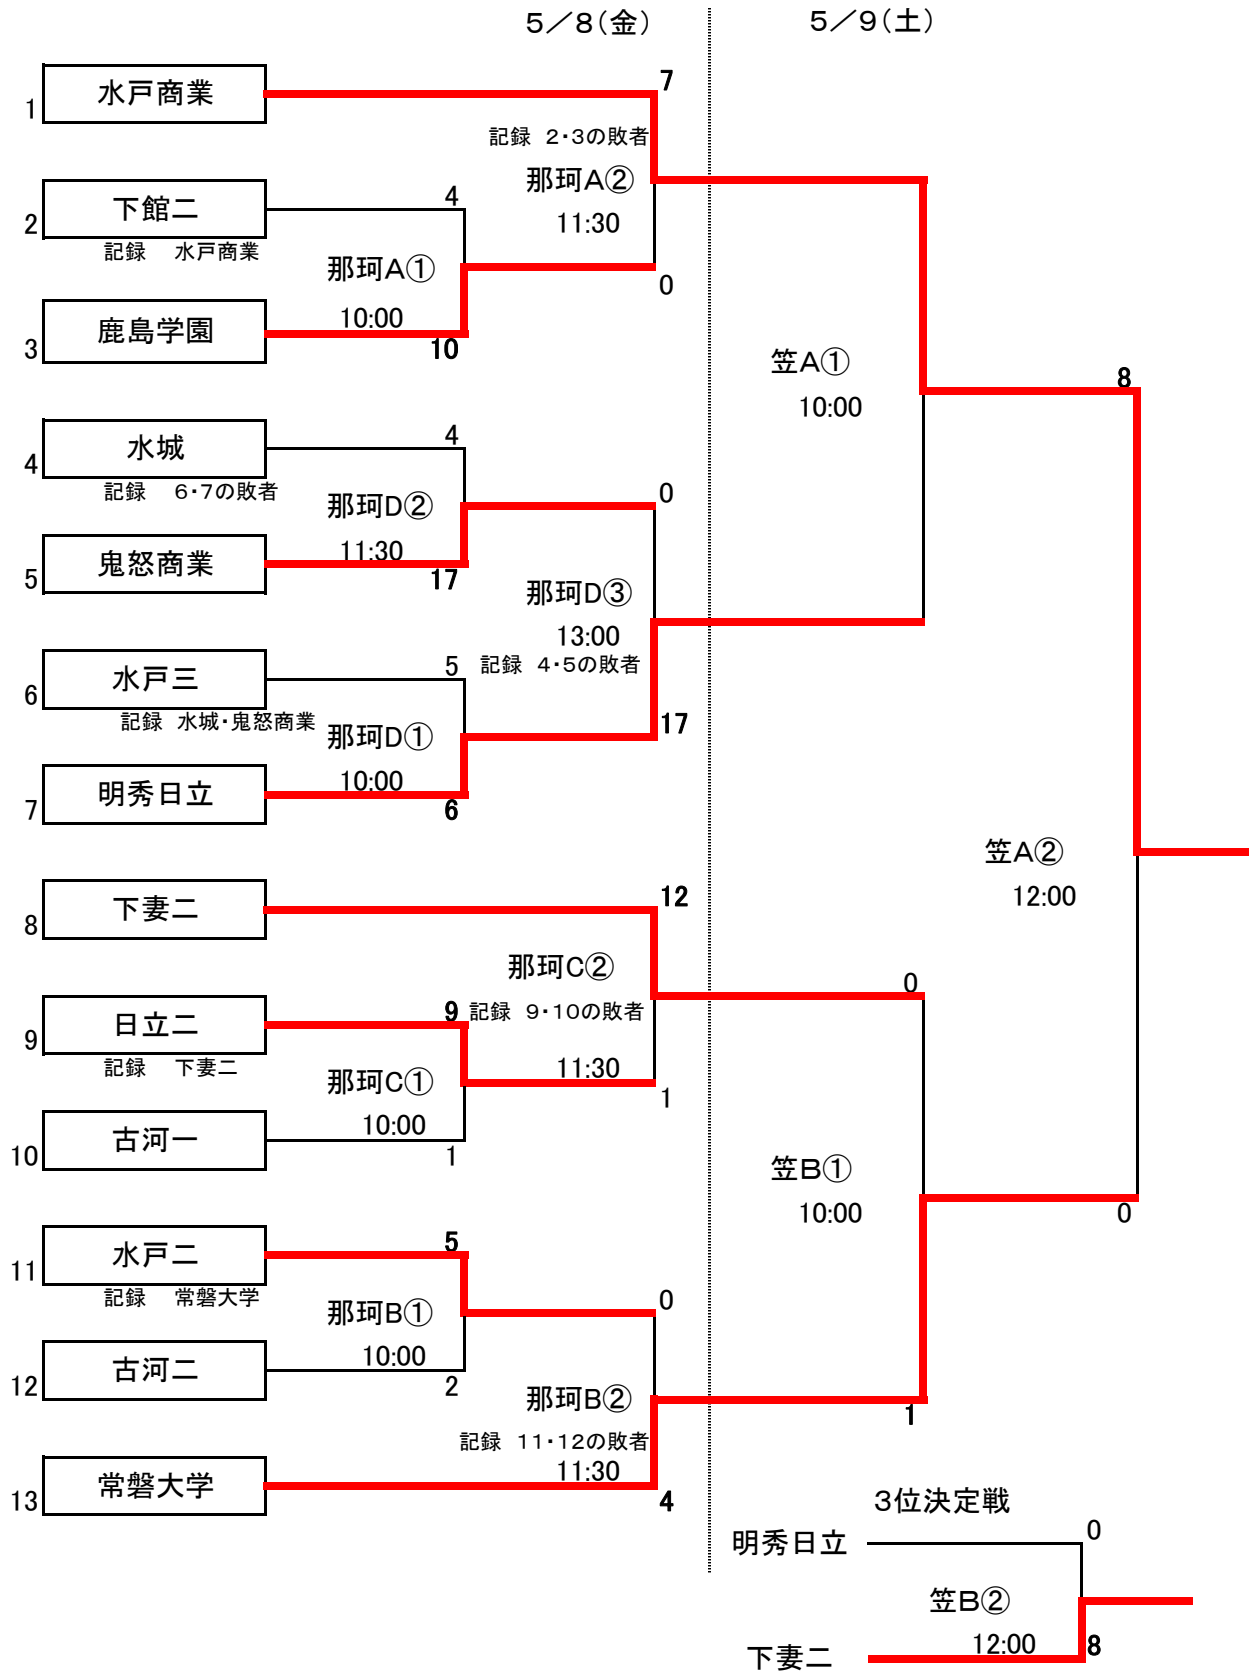 5／8(金)
5／9(土)
1 水戸商業
7
記録 2・3の敗者
那珂A②
11:30
2 下館二
4
記録 水戸商業
那珂A①
10:00
0
3 鹿島学園
10
笠A①
10:00
8
4 水城
4
記録 6・7の敗者
那珂D②
11:30
0
5 鬼怒商業
17
那珂D③
13:00
記録 4・5の敗者
6 水戸三
5
記録 水城・鬼怒商業
那珂D①
10:00
17
7 明秀日立
6
笠A②
12:00
8 下妻二
12
那珂C②
記録 9・10の敗者
11:30
0
9 日立二
9
記録 下妻二
那珂C①
10:00
1
10 古河一
1
笠B①
10:00
0
11 水戸二
5
記録 常磐大学
那珂B①
10:00
0
12 古河二
2
那珂B②
記録 11・12の敗者
11:30
1
13 常磐大学
4
3位決定戦
明秀日立
0
笠B②
12:00
下妻二
8